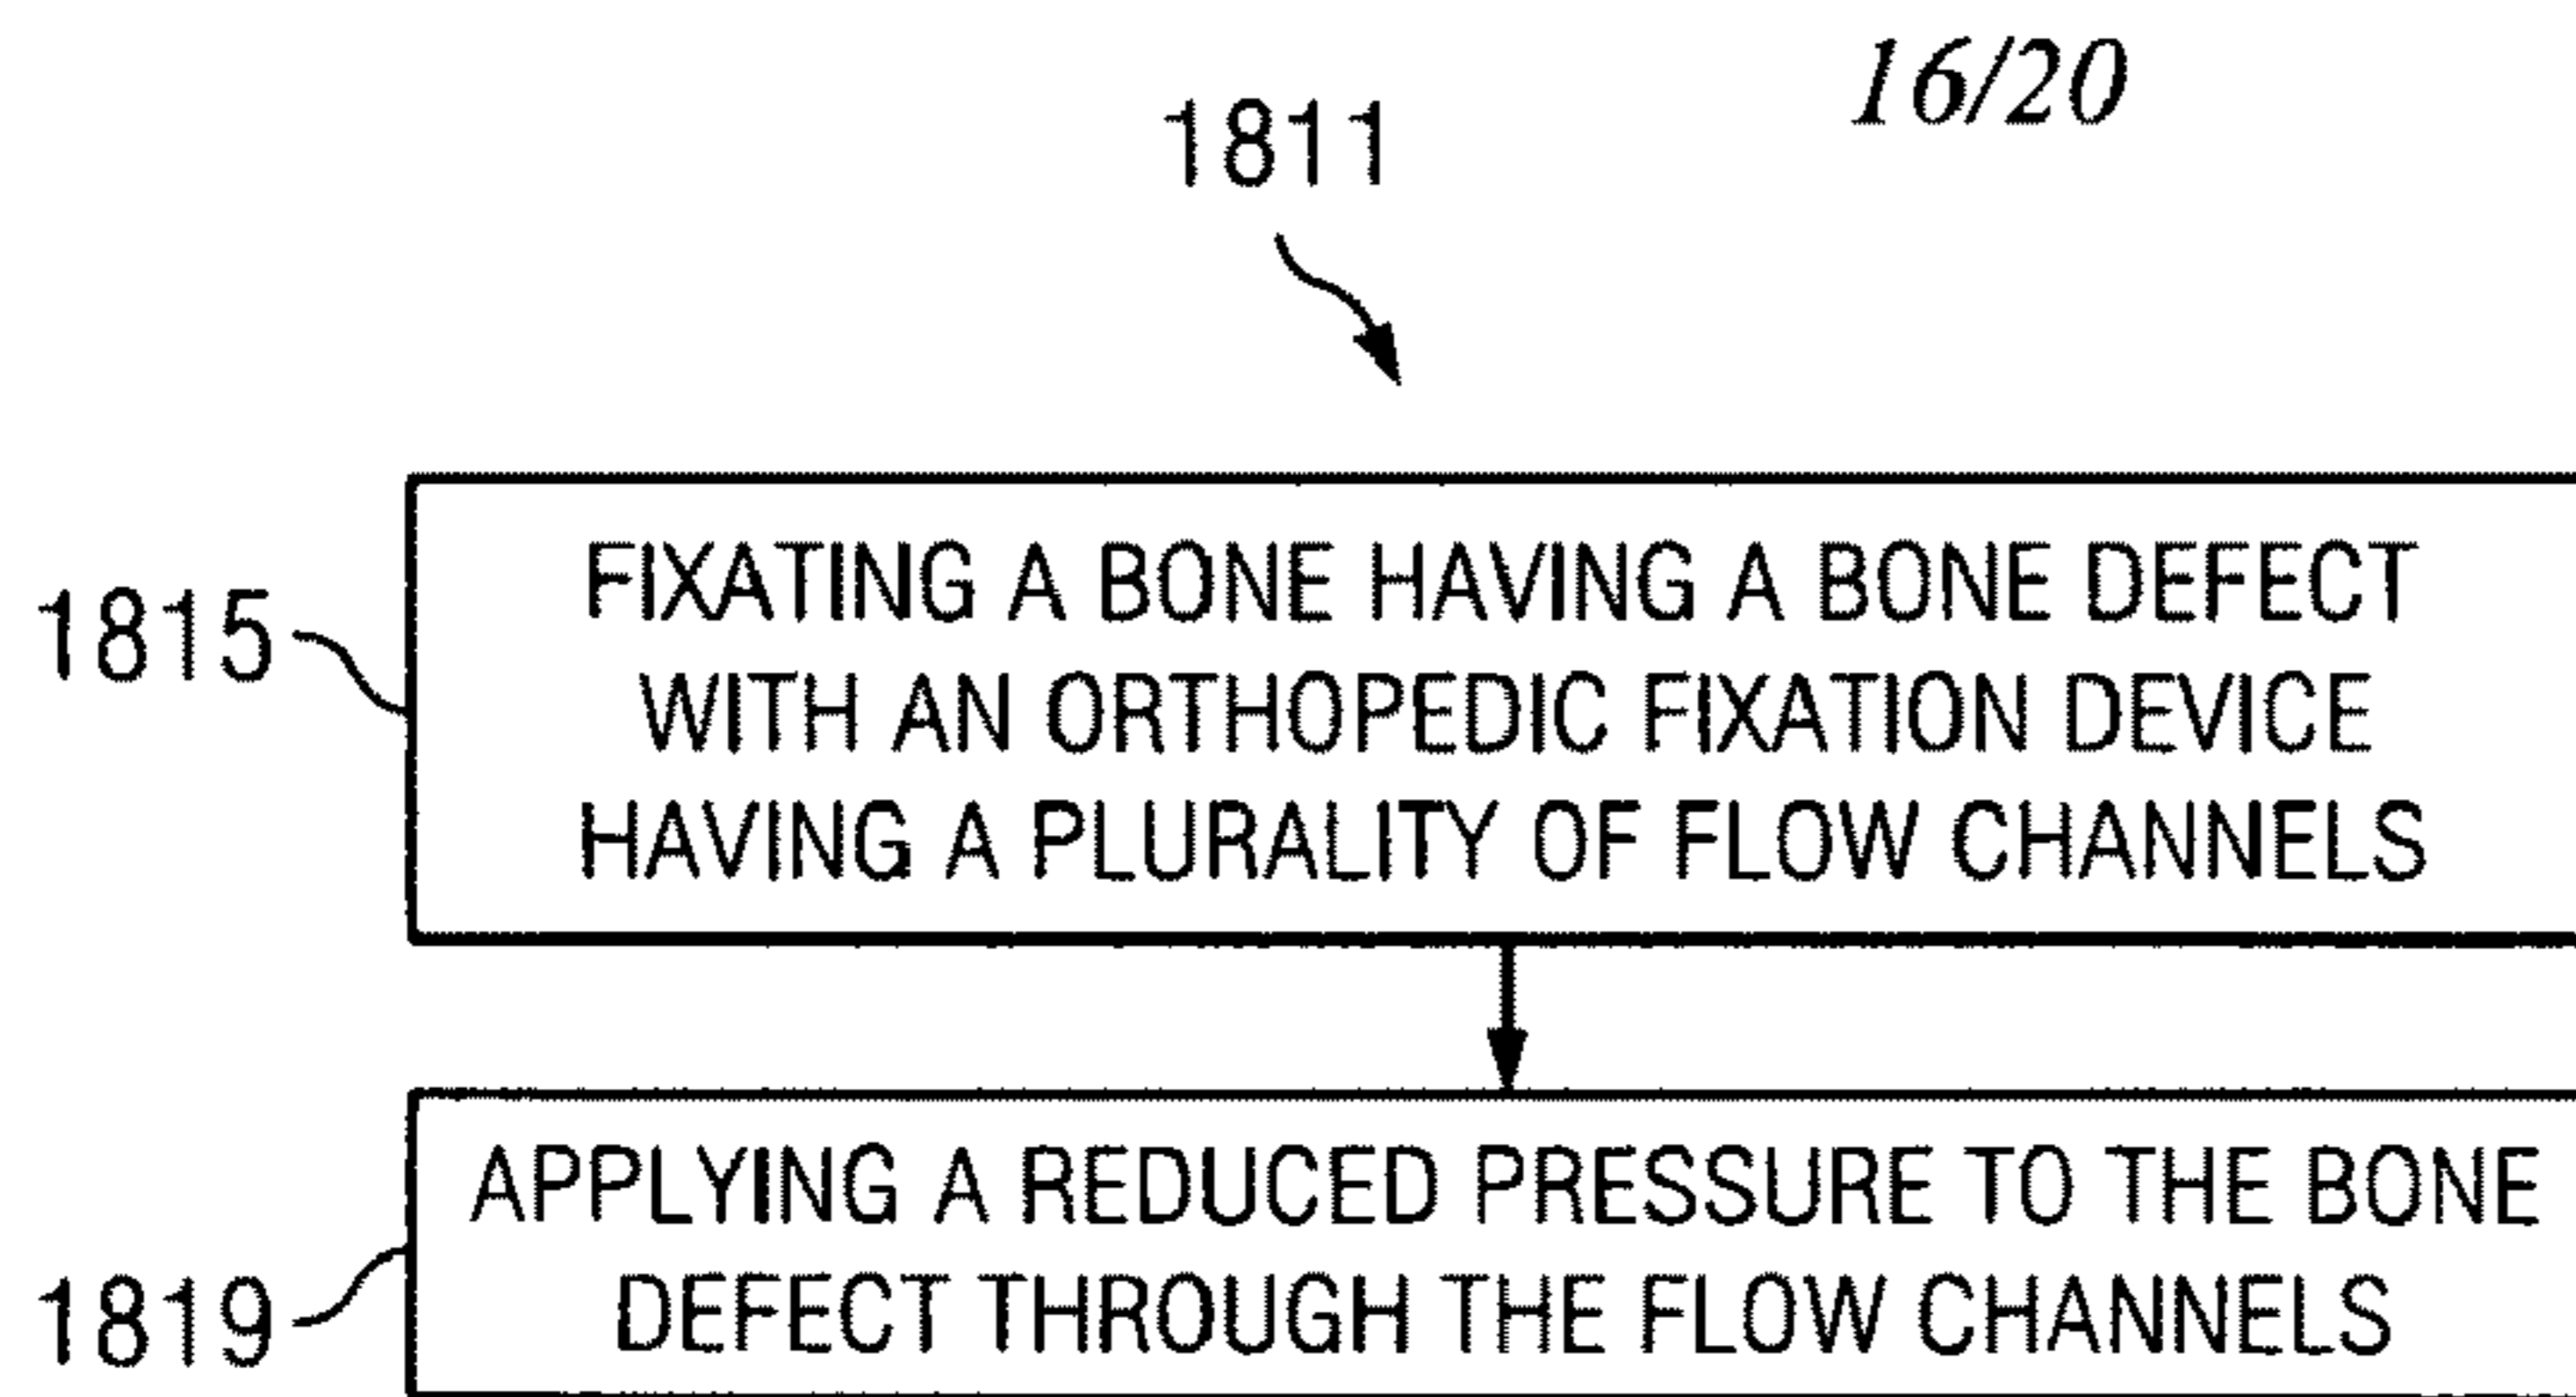 16/20
1811
1815
FIXATING A BONE HAVING A BONE DEFECT
WITH AN ORTHOPEDIC FIXATION DEVICE
HAVING A PLURALITY OF FLOW CHANNELS
1819
APPLYING A REDUCED PRESSURE TO THE BONE
DEFECT THROUGH THE FLOW CHANNELS